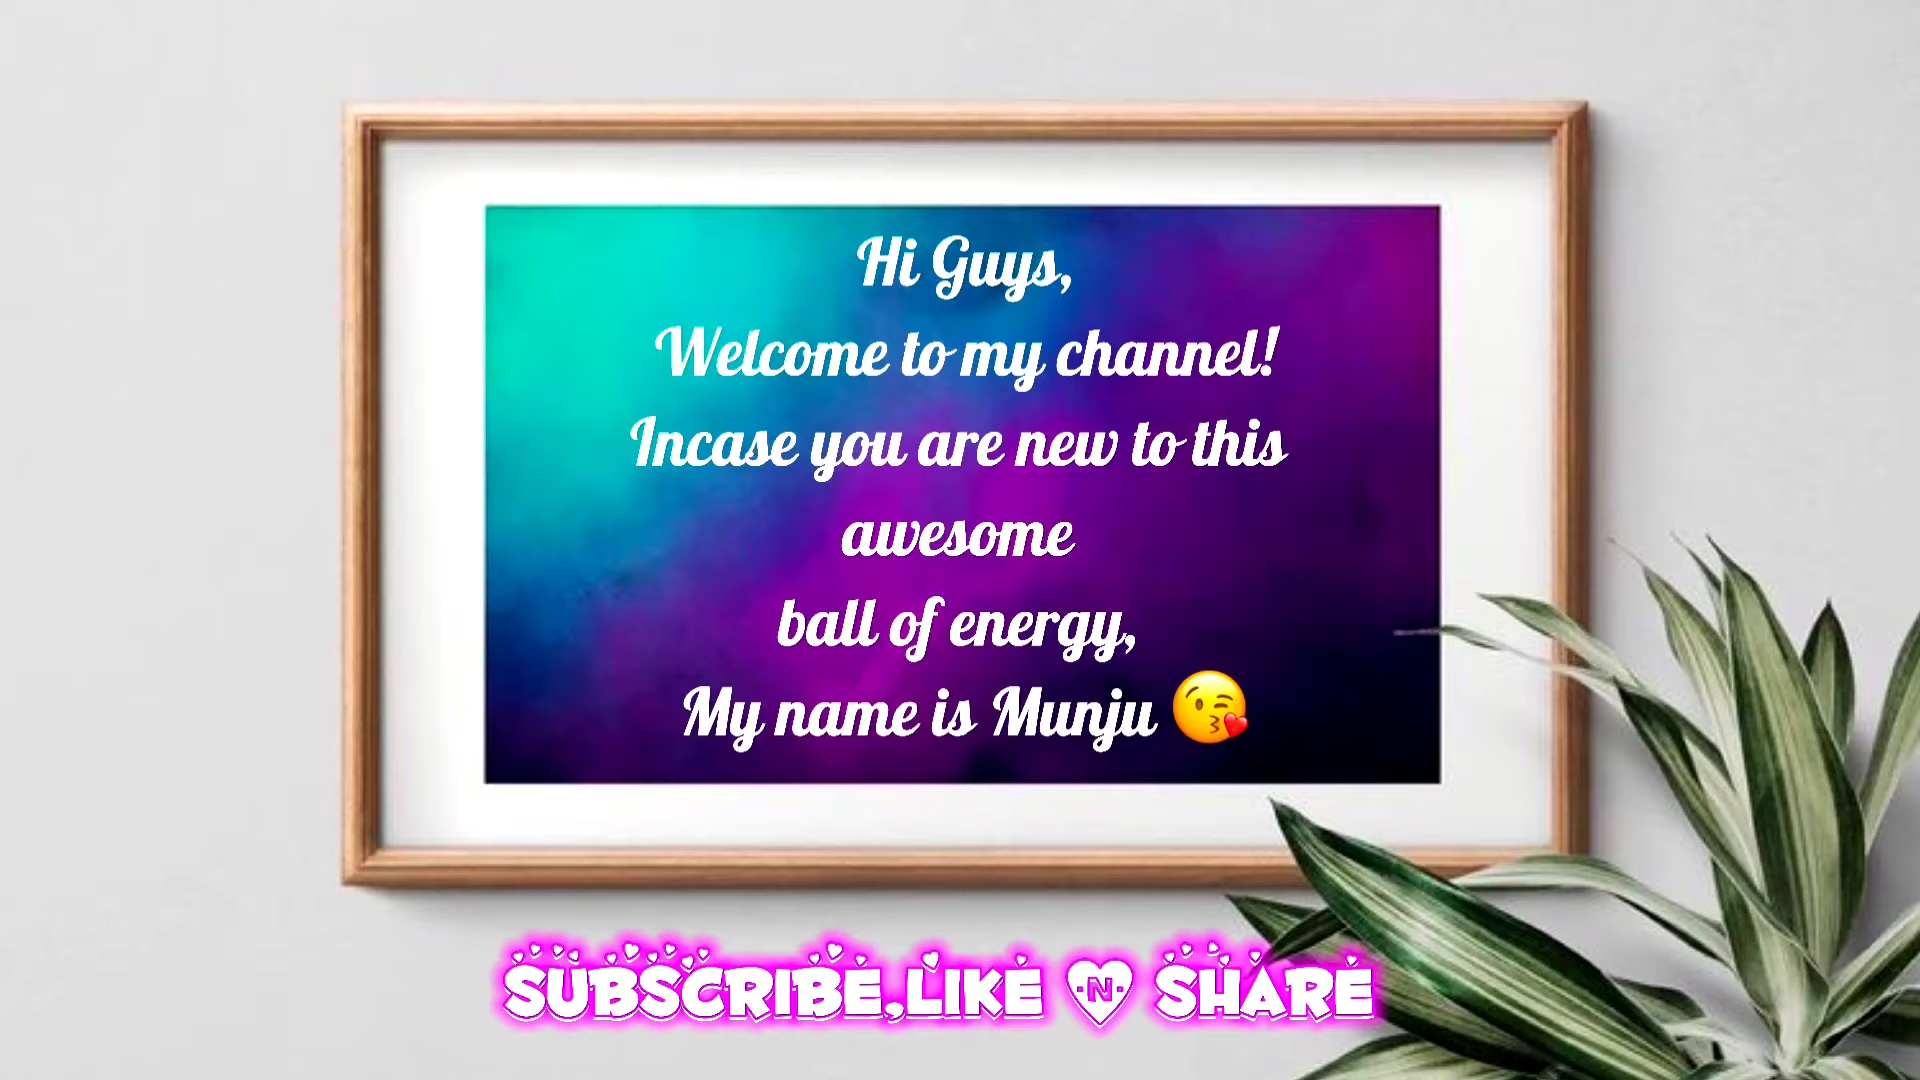 Hi Guys,
Welcome to my channel!
Incase you are new to this
awesome
ball of energy,
My name is Munju 😘
SUBSCRIBE,LIKE N SHARE